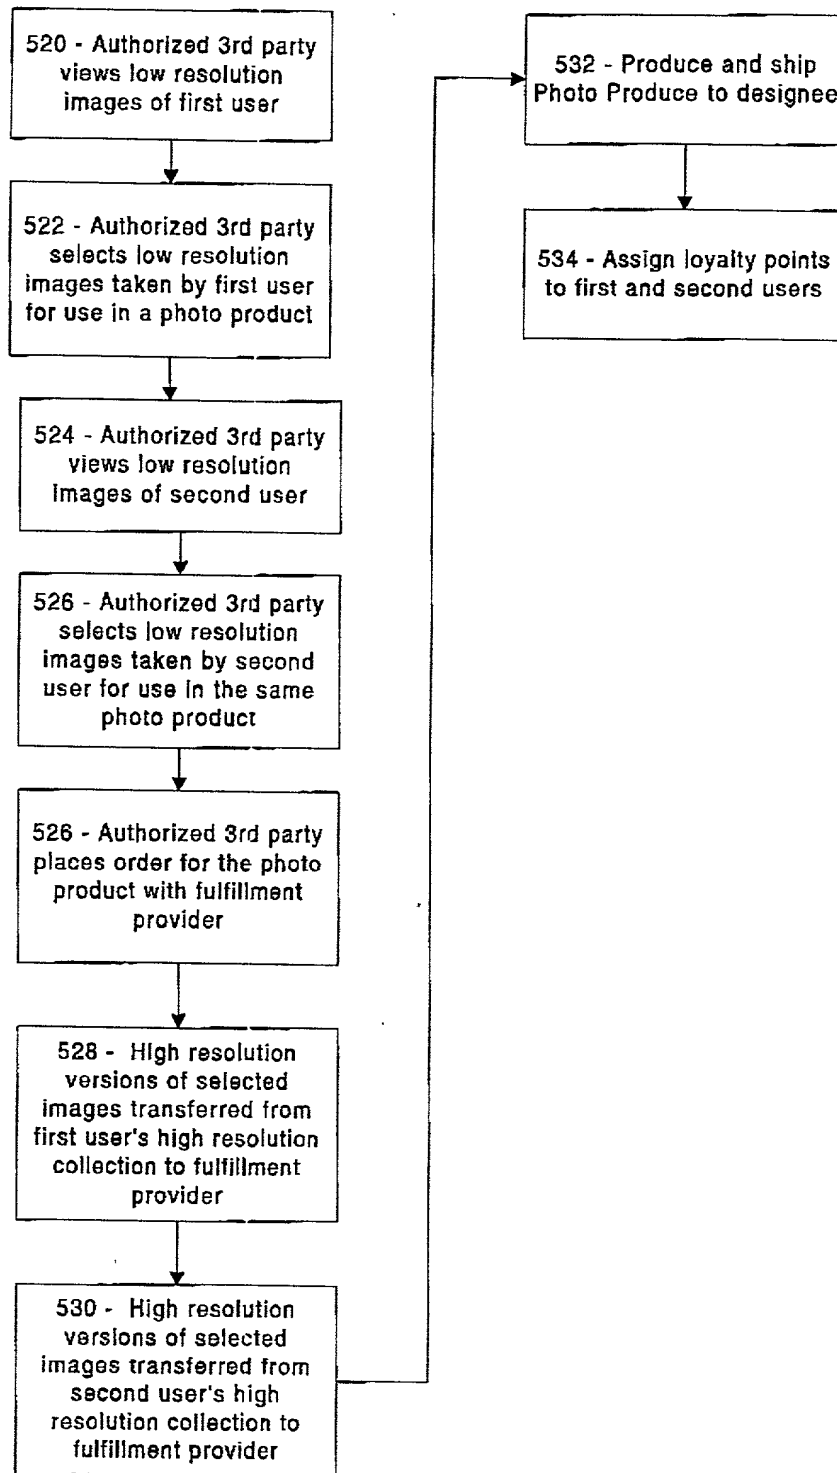 520 - Authorized 3rd party
views low resolution
images of first user
522 - Authorized 3rd party
selects low resolution
images taken by first user
for use in a photo product
524 - Authorized 3rd party
views low resolution
images of second user
526 - Authorized 3rd party
selects low resolution
images taken by second
user for use in the same
photo product
526 - Authorized 3rd party
places order for the photo
product with fulfillment
provider
528 - High resolution
versions of selected
images transferred from
first user's high resolution
collection to fulfillment
provider
530 - High resolution
versions of selected
images transferred from
second user's high
resolution collection to
fulfillment provider
532 - Produce and ship
Photo Produce to designee
534 - Assign loyalty points
to first and second users